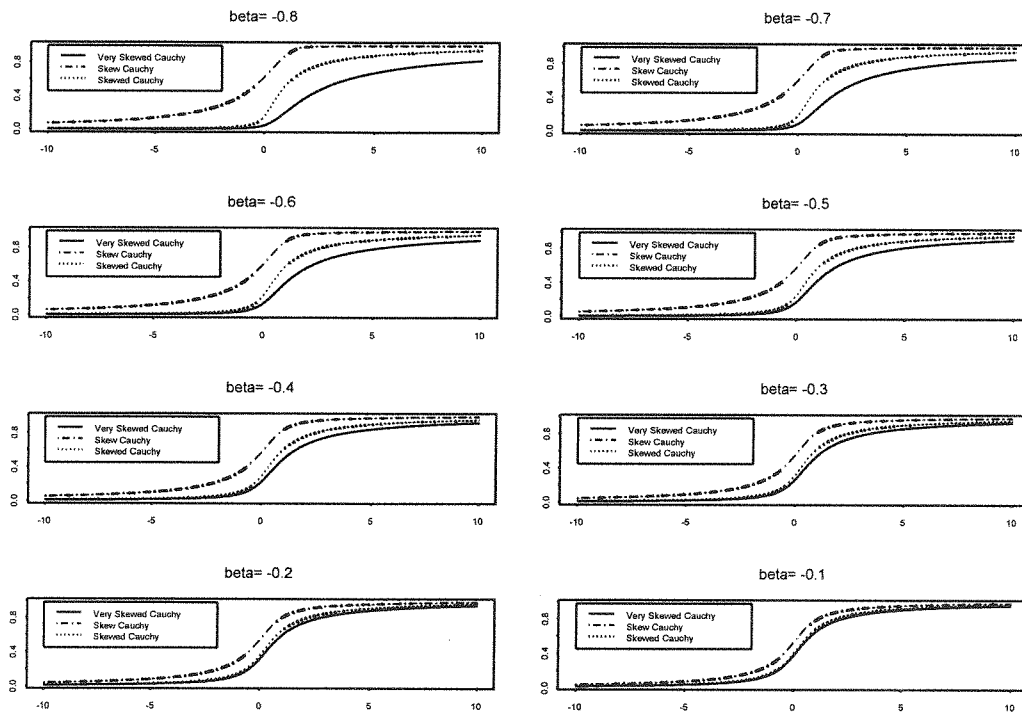 beta= -0.8
Very Skewed Cauchy
Skew Cauchy
Skewed Cauchy
0.8
0.4
0.0
-10 -5 0 5 10
beta= -0.7
Very Skewed Cauchy
Skew Cauchy
Skewed Cauchy
0.8
0.4
0.0
-10 -5 0 5 10
beta= -0.6
Very Skewed Cauchy
Skew Cauchy
Skewed Cauchy
0.8
0.4
0.0
-10 -5 0 5 10
beta= -0.5
Very Skewed Cauchy
Skew Cauchy
Skewed Cauchy
0.8
0.4
0.0
-10 -5 0 5 10
beta= -0.4
Very Skewed Cauchy
Skew Cauchy
Skewed Cauchy
0.8
0.4
0.0
-10 -5 0 5 10
beta= -0.3
Very Skewed Cauchy
Skew Cauchy
Skewed Cauchy
0.8
0.4
0.0
-10 -5 0 5 10
beta= -0.2
Very Skewed Cauchy
Skew Cauchy
Skewed Cauchy
0.8
0.4
0.0
-10 -5 0 5 10
beta= -0.1
Very Skewed Cauchy
Skew Cauchy
Skewed Cauchy
0.8
0.4
0.0
-10 -5 0 5 10